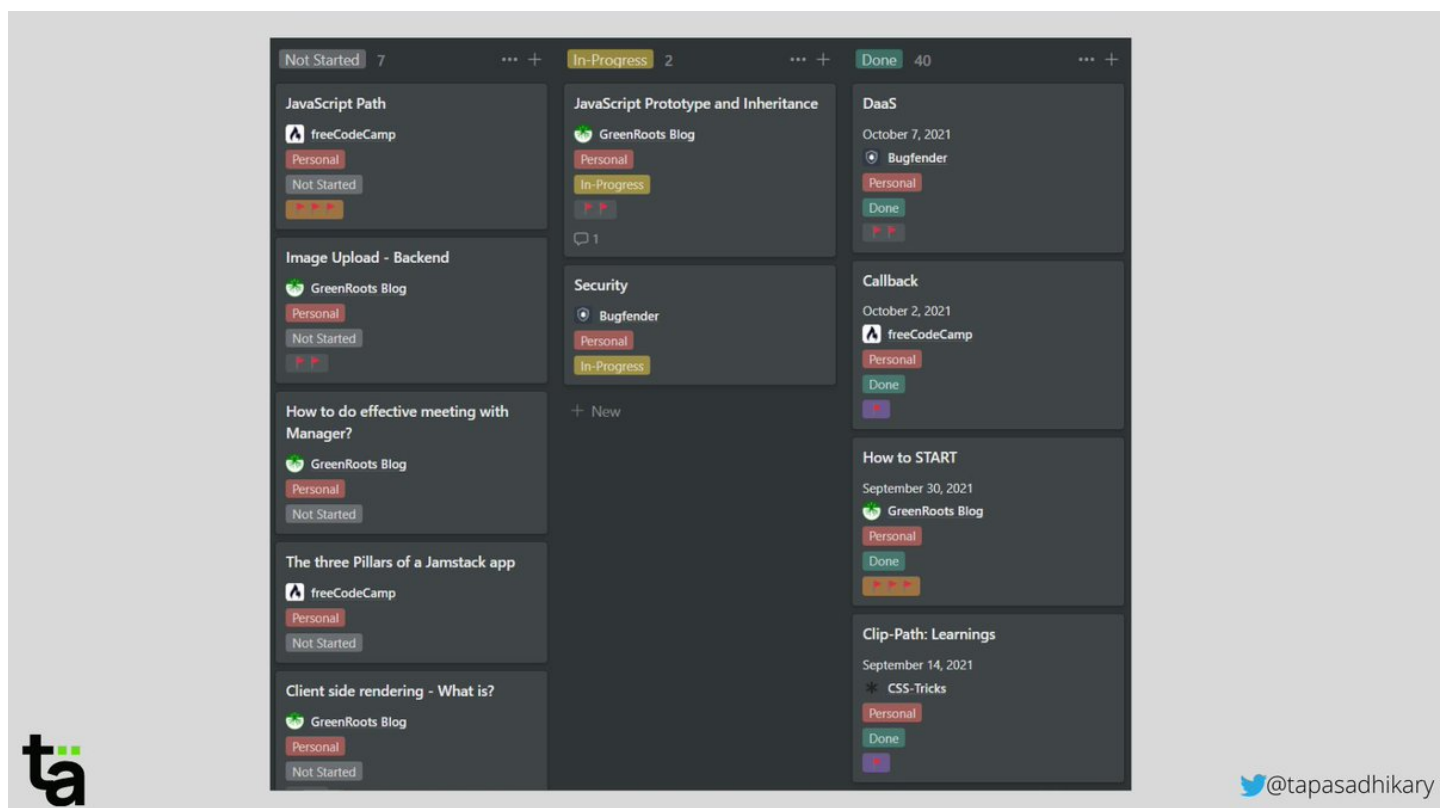 Not Started 7
JavaScript Path
freeCodeCamp
Personal
Not Started
Image Upload - Backend
GreenRoots Blog
Personal
Not Started
How to do effective meeting with
Manager?
GreenRoots Blog
Personal
Not Started
The three Pillars of a Jamstack app
freeCodeCamp
Personal
Not Started
Client side rendering - What is?
GreenRoots Blog
Personal
Not Started
In-Progress 2
JavaScript Prototype and Inheritance
GreenRoots Blog
Personal
In-Progress
1
Security
Bugfender
Personal
In-Progress
+ New
Done 40
DaaS
October 7, 2021
Bugfender
Personal
Done
Callback
October 2, 2021
freeCodeCamp
Personal
Done
How to START
September 30, 2021
GreenRoots Blog
Personal
Done
Clip-Path: Learnings
September 14, 2021
CSS-Tricks
Personal
Done
tä
@tapasadhikary